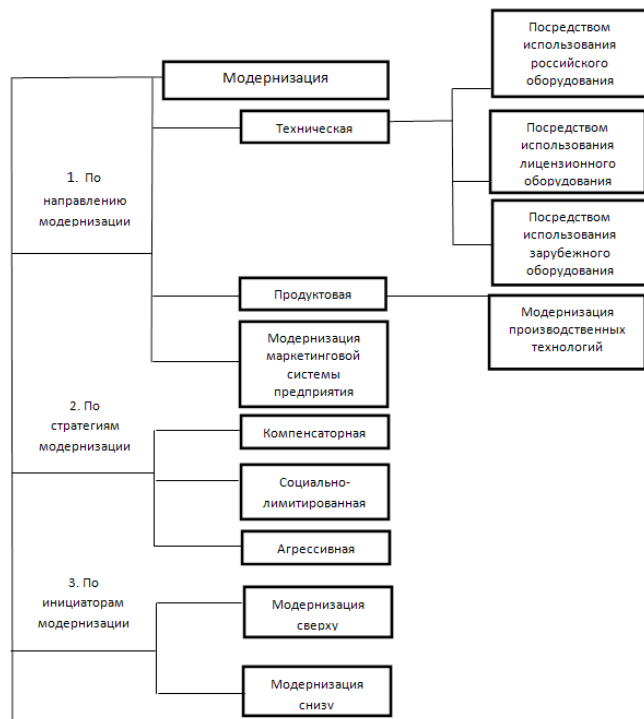 Модернизация
1. По
направлению
модернизации
Техническая
Посредством
использования
российского
оборудования
Посредством
использования
лицензионного
оборудования
Посредством
использования
зарубежного
оборудования
Продуктовая
Модернизация
производственных
технологий
Модернизация
маркетинговой
системы
предприятия
2. По
стратегиям
модернизации
Компенсаторная
Социально-
лимитированная
Агрессивная
3. По
инициаторам
модернизации
Модернизация
сверху
Модернизация
снизу